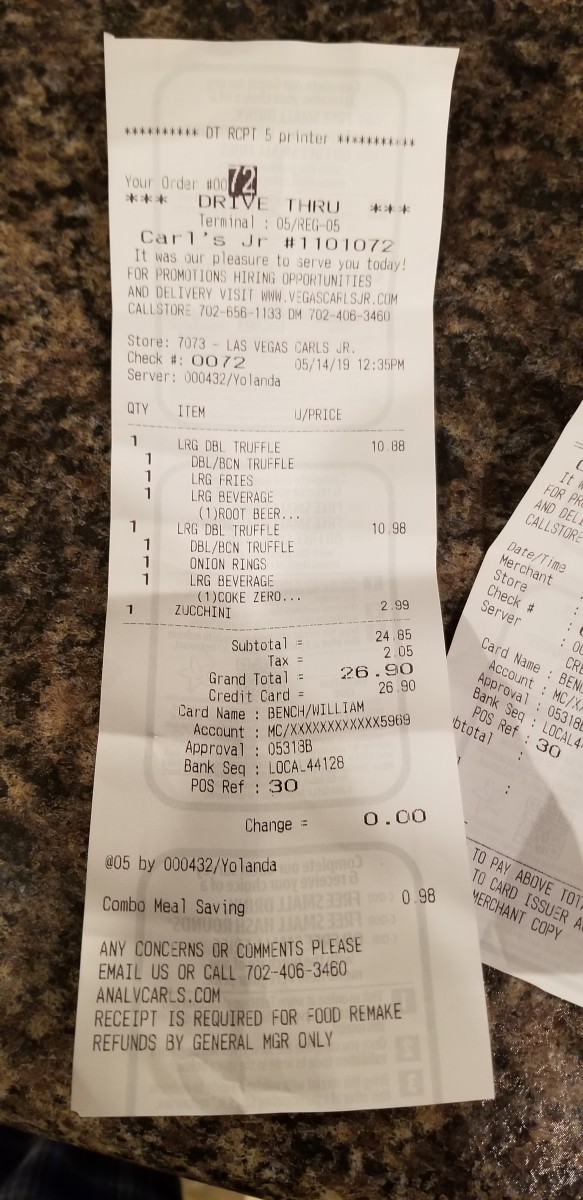 ********** DT RCPT 5 printer ***********
Your Order #0072
*** DRIVE THRU ***
Terminal : 05/REG-05
Carl's Jr #1101072
It was our pleasure to serve you today!
FOR PROMOTIONS HIRING OPPORTUNITIES
AND DELIVERY VISIT WWW.VEGASCARLSJR.COM
CALLSTORE 702-656-1133 DM 702-406-3460
Store: 7073 - LAS VEGAS CARLS JR.
Check #: 0072 05/14/19 12:35PM
Server: 000432/Yolanda
QTY ITEM U/PRICE
1 LRG DBL TRUFFLE 10.88
1 DBL/BCN TRUFFLE
1 LRG FRIES
1 LRG BEVERAGE
(1)ROOT BEER...
1 LRG DBL TRUFFLE 10.98
1 DBL/BCN TRUFFLE
1 ONION RINGS
1 LRG BEVERAGE
(1)COKE ZERO...
1 ZUCCHINI 2.99
Subtotal = 24.85
Tax = 2.05
Grand Total = 26.90
Credit Card = 26.90
Card Name : BENCH/WILLIAM
Account : MC/XXXXXXXXXXXX5969
Approval : 05313B
Bank Seq : LOCAL44128
POS Ref : 30
Change = 0.00
@05 by 000432/Yolanda
Combo Meal Saving 0.98
ANY CONCERNS OR COMMENTS PLEASE
EMAIL US OR CALL 702-406-3460
ANALVCARLS.COM
RECEIPT IS REQUIRED FOR FOOD REMAKE
REFUNDS BY GENERAL MGR ONLY
It
FOR
AND DEL
CALLSTORE
Date/Time
Merchant :
Store :
Check # :
Server :
Card Name : BEN
Account : MC/X
Approval : 05313B
Bank Seq : LOCAL4
POS Ref : 30
btotal :
:
TO PAY ABOVE TOT
TO CARD ISSUER
MERCHANT COPY